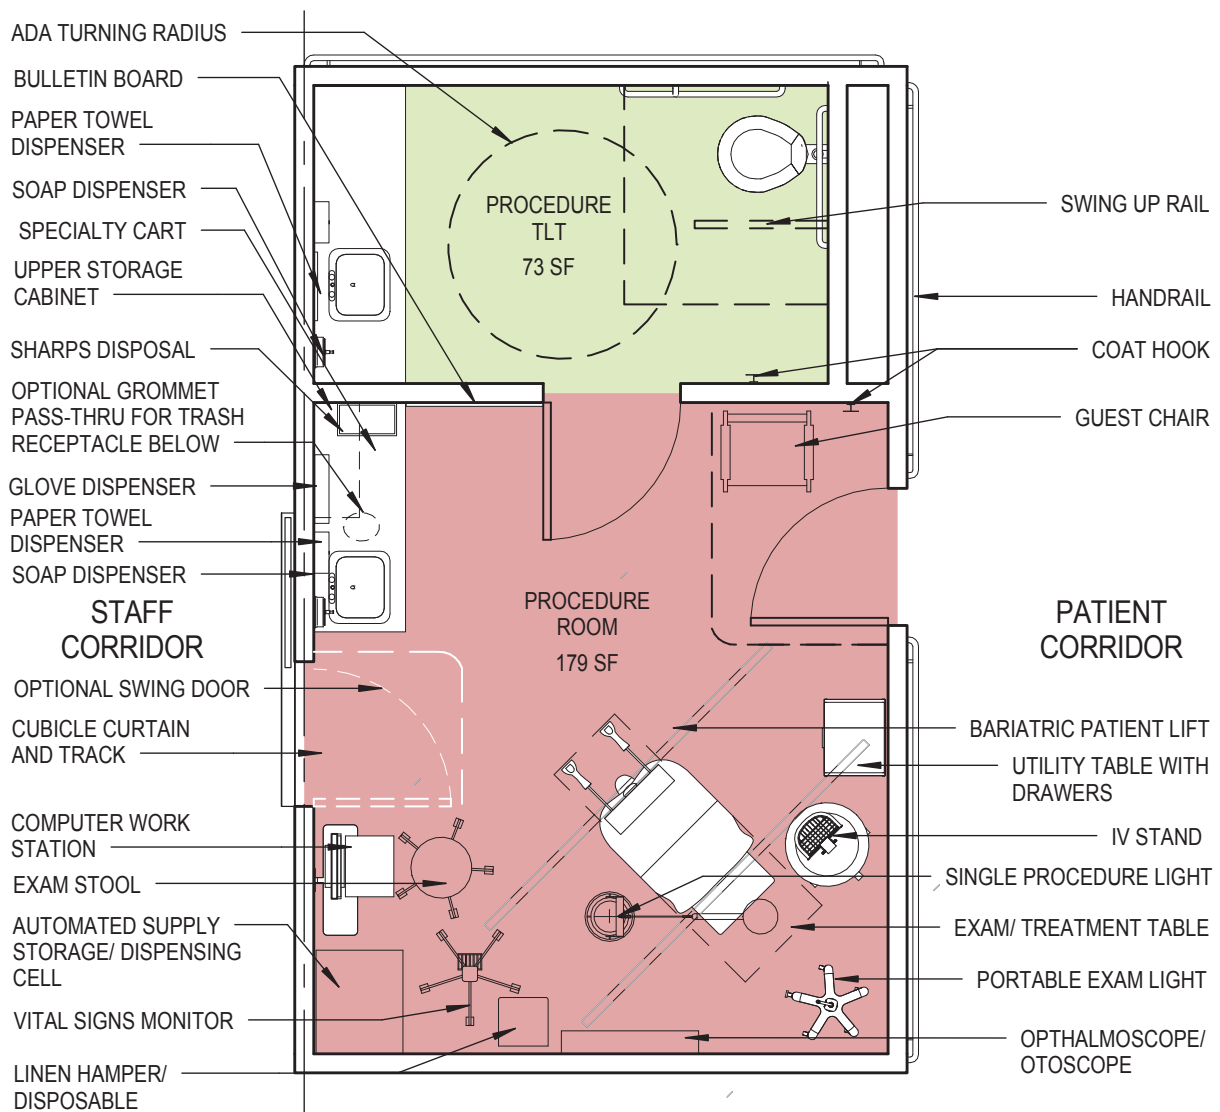 ADA TURNING RADIUS
BULLETIN BOARD
PAPER TOWEL
DISPENSER
SOAP DISPENSER
SPECIALTY CART
UPPER STORAGE
CABINET
SHARPS DISPOSAL
OPTIONAL GROMMET
PASS-THRU FOR TRASH
RECEPTACLE BELOW
GLOVE DISPENSER
PAPER TOWEL
DISPENSER
SOAP DISPENSER
STAFF
CORRIDOR
OPTIONAL SWING DOOR
CUBICLE CURTAIN
AND TRACK
COMPUTER WORK
STATION
EXAM STOOL
AUTOMATED SUPPLY
STORAGE/ DISPENSING
CELL
VITAL SIGNS MONITOR
LINEN HAMPER/
DISPOSABLE
PROCEDURE
TLT
73 SF
PROCEDURE
ROOM
179 SF
SWING UP RAIL
HANDRAIL
COAT HOOK
GUEST CHAIR
PATIENT
CORRIDOR
BARIATRIC PATIENT LIFT
UTILITY TABLE WITH
DRAWERS
IV STAND
SINGLE PROCEDURE LIGHT
EXAM/ TREATMENT TABLE
PORTABLE EXAM LIGHT
OPTHALMOSCOPE/
OTOSCOPE